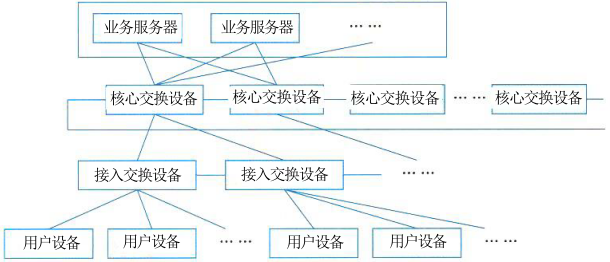 业务服务器 业务服务器 … …
核心交换设备 核心交换设备 核心交换设备 … … 核心交换设备
接入交换设备 接入交换设备 … …
用户设备 用户设备 … … 用户设备 用户设备 … …